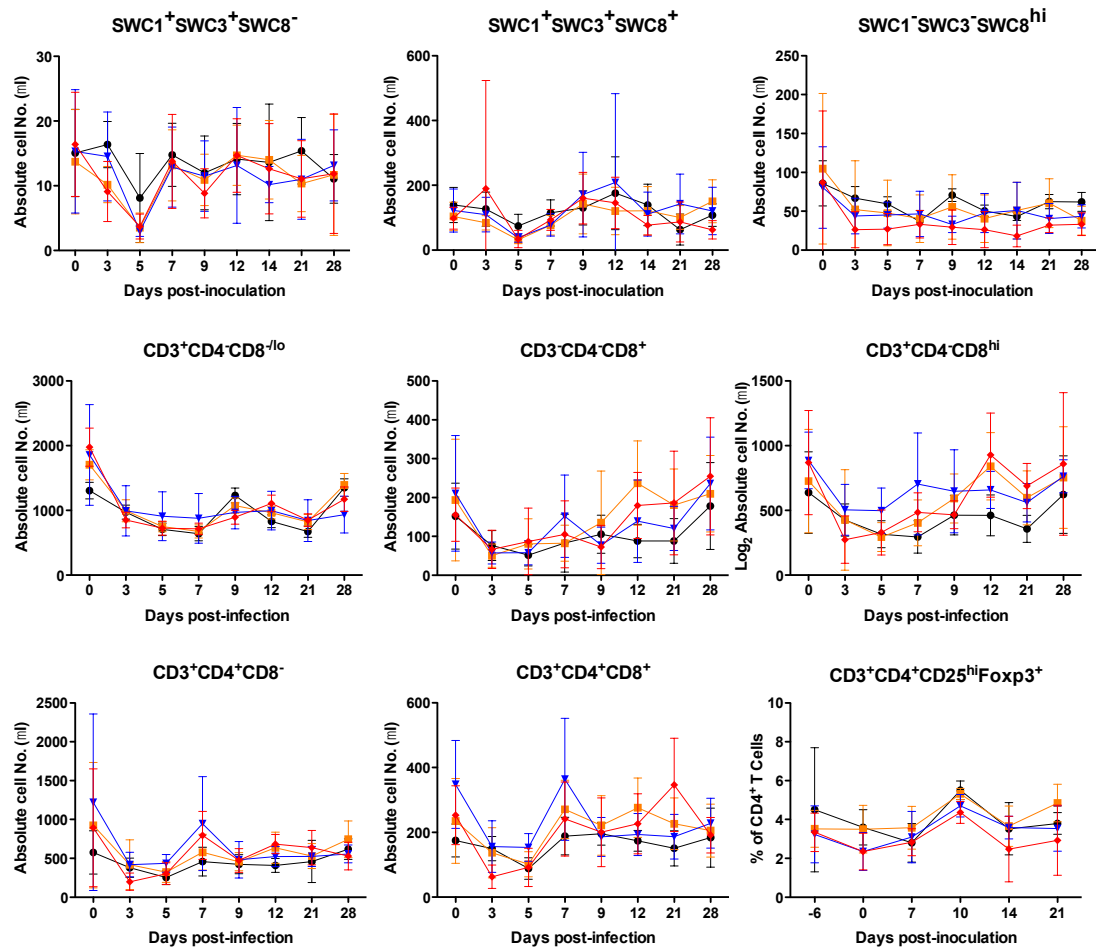 SWC1⁺SWC3⁺SWC8⁻
Absolute cell No. (ml)
30
20
10
0
0 3 5 7 9 12 14 21 28
Days post-inoculation
SWC1⁺SWC3⁺SWC8⁺
Absolute cell No. (ml)
600
400
200
0
0 3 5 7 9 12 14 21 28
Days post-inoculation
SWC1⁻SWC3⁻SWC8ʰⁱ
Absolute cell No. (ml)
250
200
150
100
50
0
0 3 5 7 9 12 14 21 28
Days post-inoculation
CD3⁺CD4⁻CD8⁻/ˡᵒ
Absolute cell No. (ml)
3000
2000
1000
0
0 3 5 7 9 12 21 28
Days post-infection
CD3⁻CD4⁻CD8⁺
Absolute cell No. (ml)
500
400
300
200
100
0
0 3 5 7 9 12 21 28
Days post-infection
CD3⁺CD4⁻CD8ʰⁱ
Log₂ Absolute cell No. (ml)
1500
1000
500
0
0 3 5 7 9 12 21 28
Days post-infection
CD3⁺CD4⁺CD8⁻
Absolute cell No. (ml)
2500
2000
1500
1000
500
0
0 3 5 7 9 12 21 28
Days post-infection
CD3⁺CD4⁺CD8⁺
Absolute cell No. (ml)
600
400
200
0
0 3 5 7 9 12 21 28
Days post-infection
CD3⁺CD4⁺CD25ʰⁱFoxp3⁺
% of CD4⁺ T Cells
10
8
6
4
2
0
-6 0 7 10 14 21
Days post-inoculation